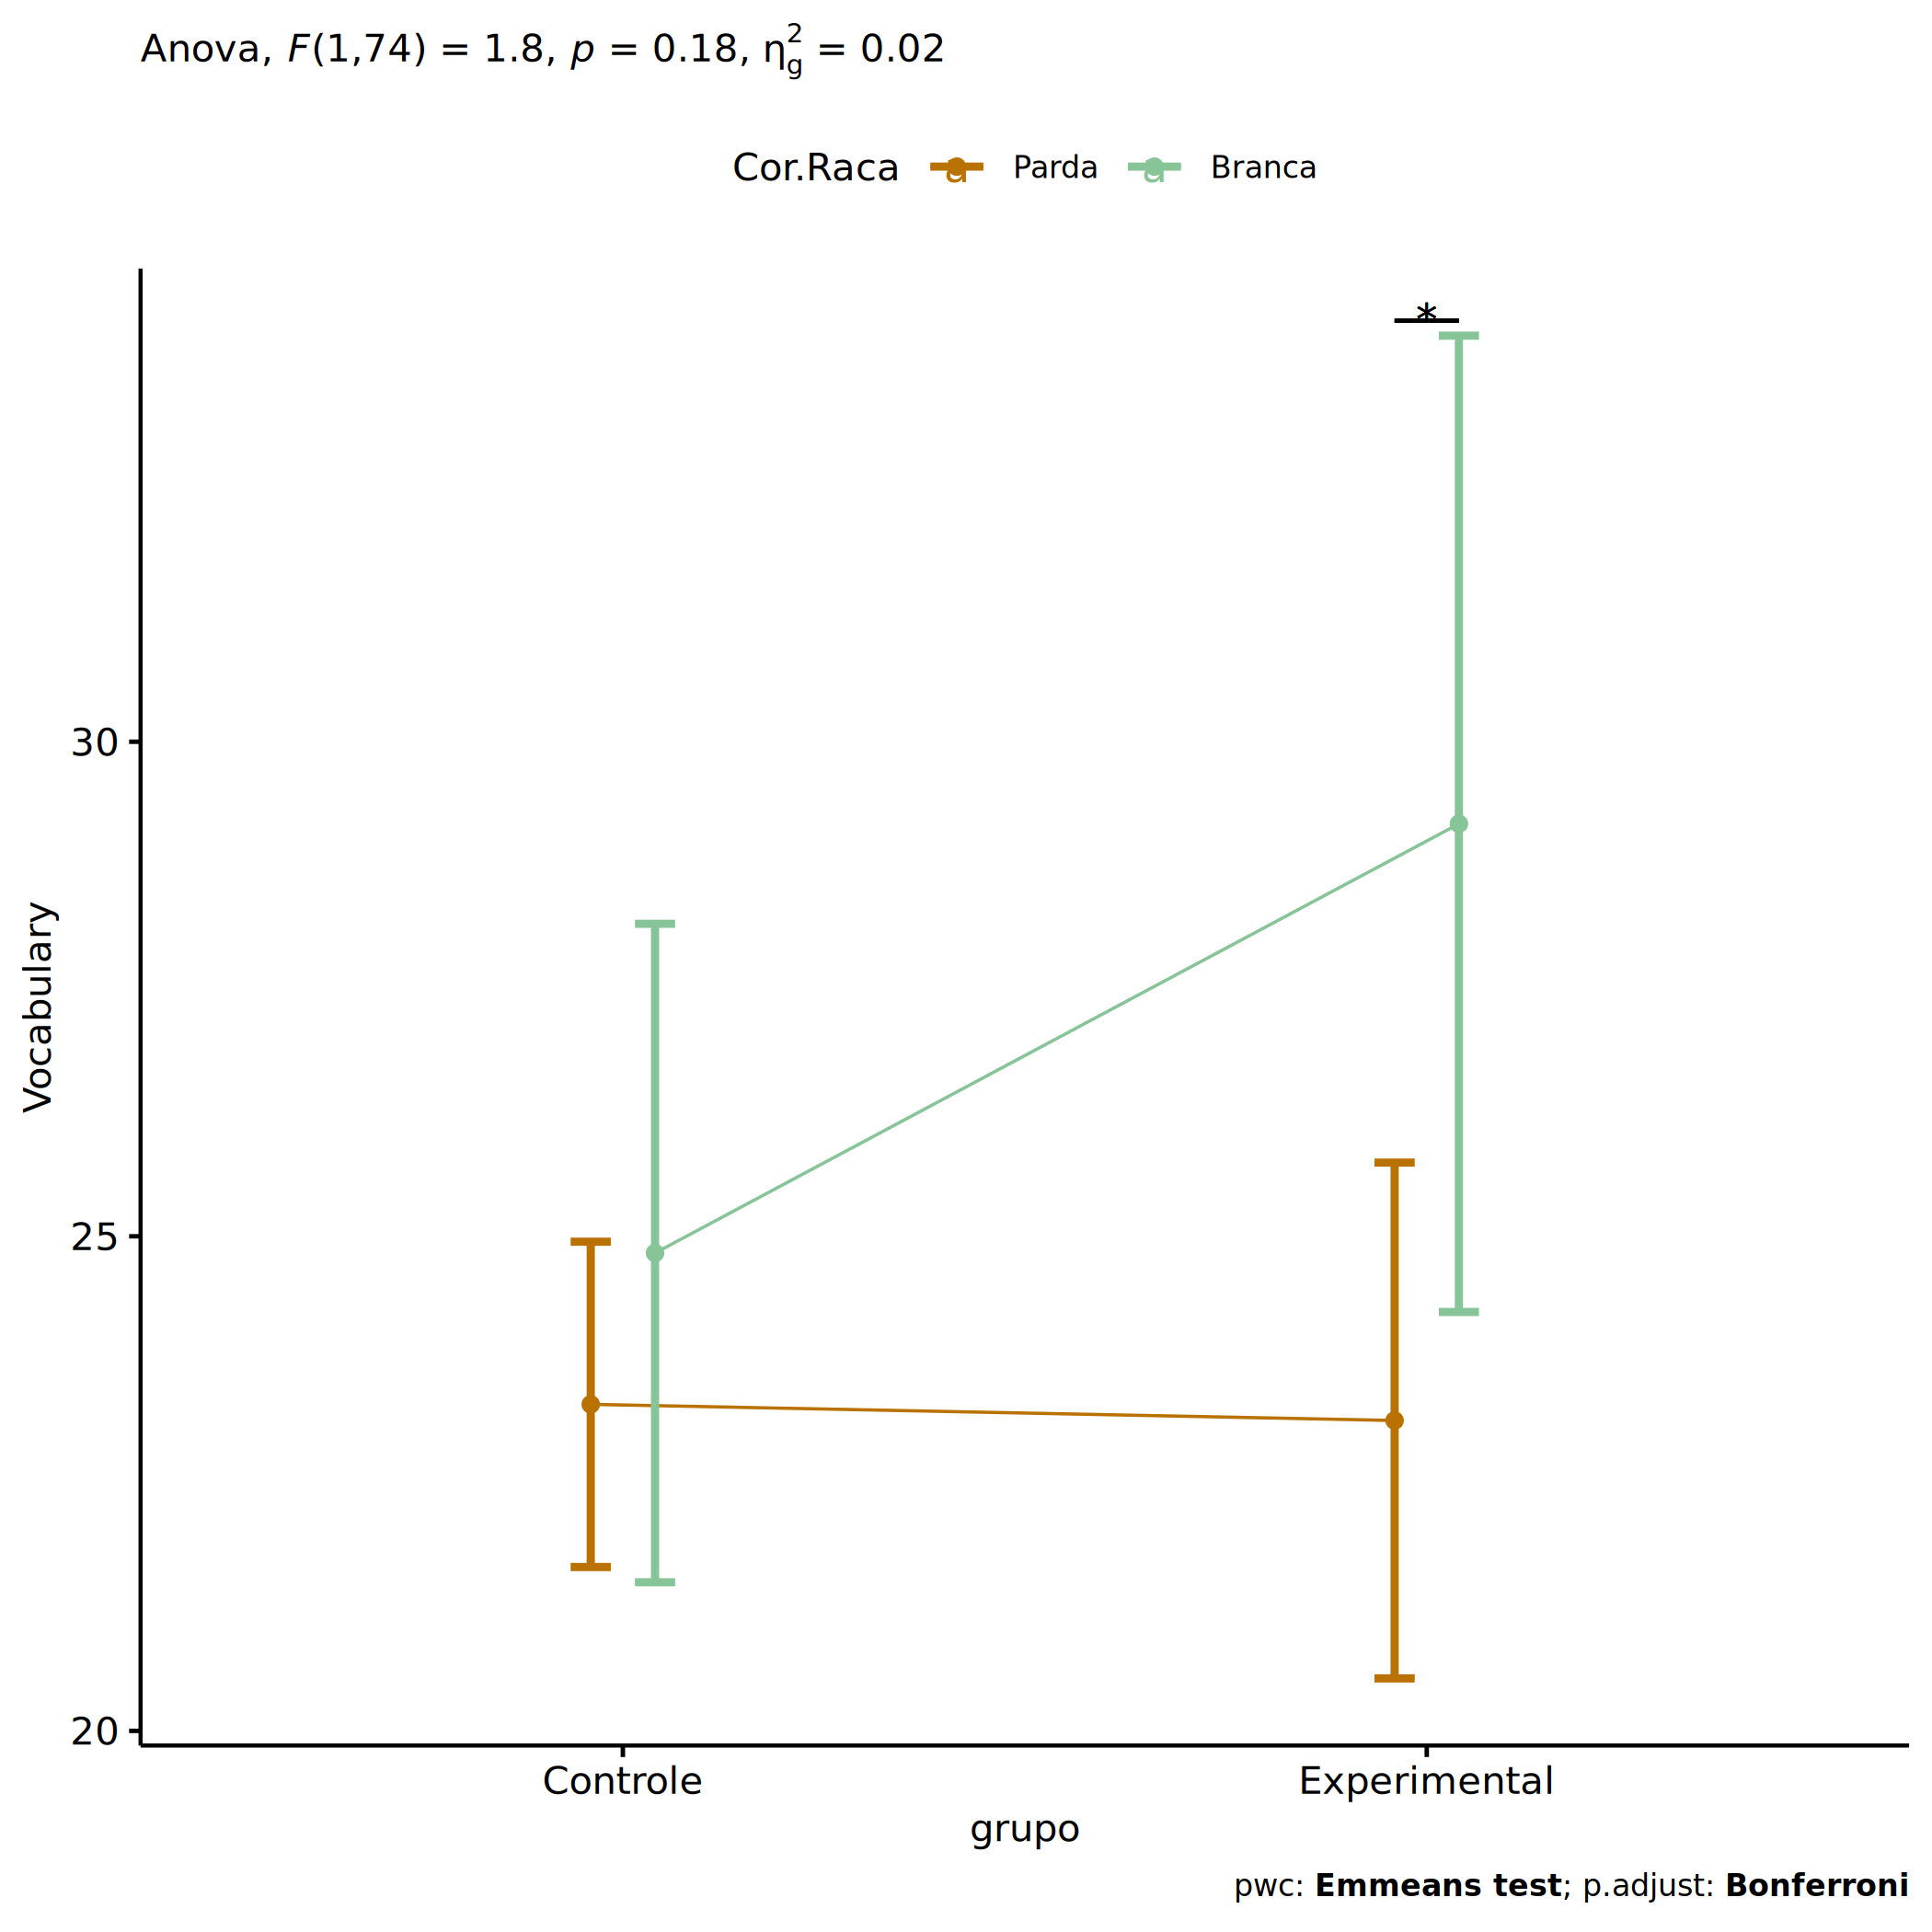 Anova, F(1,74) = 1.8, p = 0.18, η²g = 0.02
Cor.Raca a Parda a Branca
*
30
25
20
Vocabulary
Controle Experimental
grupo
pwc: Emmeans test; p.adjust: Bonferroni